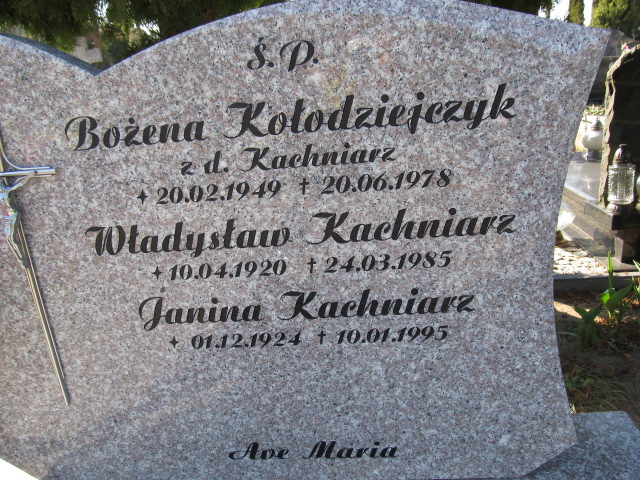 Ś. P.
Bożena Kołodziejczyk
z d. Kachniarz
✦ 20.02.1949 † 20.06.1978
Władysław Kachniarz
✦ 10.04.1920 † 24.03.1985
Janina Kachniarz
✦ 01.12.1924 † 10.01.1995
Ave Maria